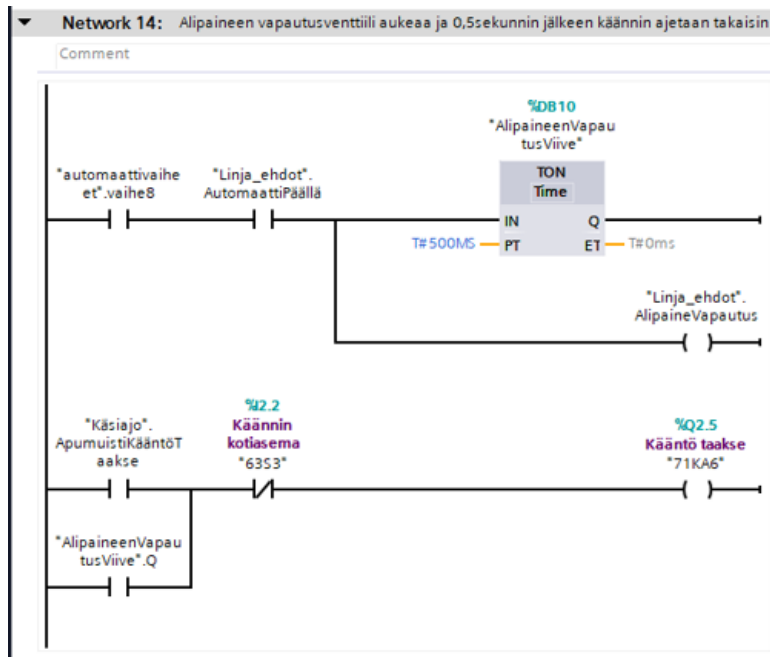 Network 14: Alipaineen vapautusventtiili aukeaa ja 0,5sekunnin jälkeen käännin ajetaan takaisin
Comment
%DB10
"AlipaineenVapau
tusViive"
"automaattivaihe
et".vaihe8
"Linja_ehdot".
AutomaattiPäällä
TON
Time
IN
Q
T#500MS
PT
ET
T#0ms
"Linja_ehdot".
AlipaineVapautus
%I2.2
"Käsiajo".
ApumuistiKääntöT
aakse
Käännin
kotiasema
"63S3"
%Q2.5
Kääntö taakse
"71KA6"
"AlipaineenVapau
tusViive".Q